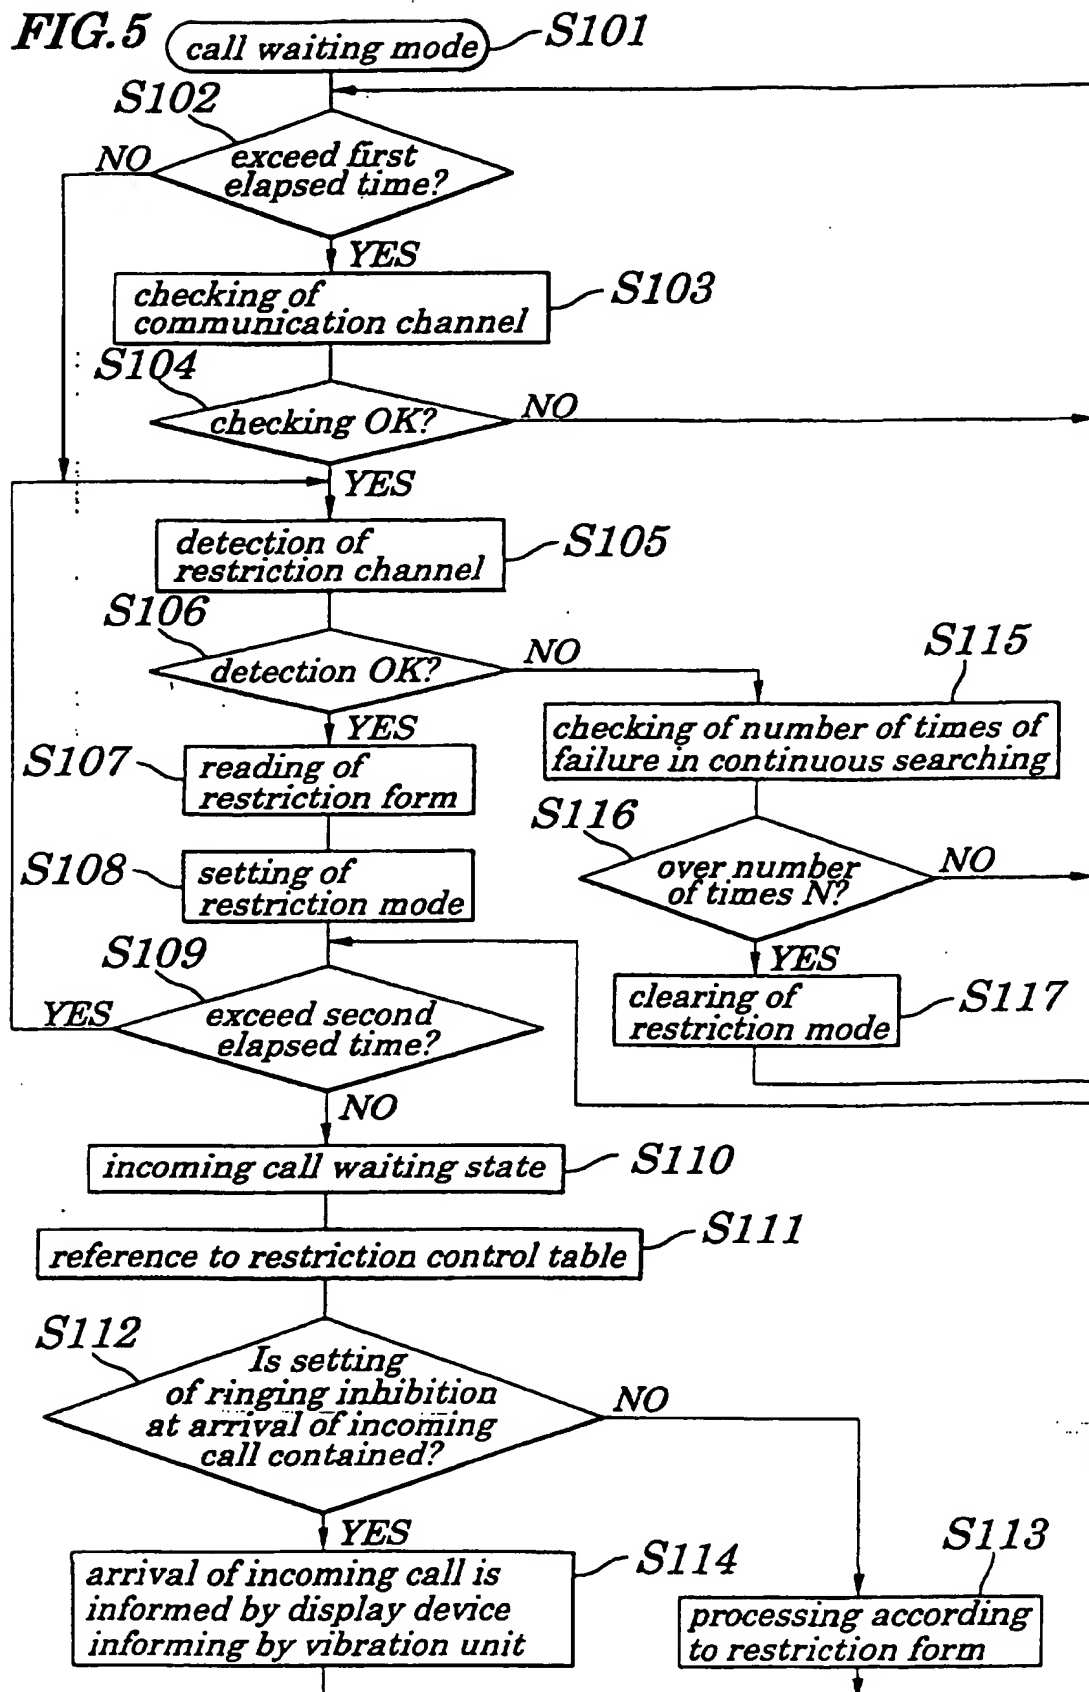 FIG.5
call waiting mode
S101
S102
exceed first
elapsed time?
NO
YES
checking of
communication channel
S103
S104
checking OK?
NO
YES
detection of
restriction channel
S105
S106
detection OK?
NO
YES
S115
checking of number of times of
failure in continuous searching
S107
reading of
restriction form
S116
over number
of times N?
NO
YES
S108
setting of
restriction mode
S117
clearing of
restriction mode
S109
exceed second
elapsed time?
YES
NO
incoming call waiting state
S110
reference to restriction control table
S111
S112
Is setting
of ringing inhibition
at arrival of incoming
call contained?
NO
YES
arrival of incoming call is
informed by display device
informing by vibration unit
S114
S113
processing according
to restriction form